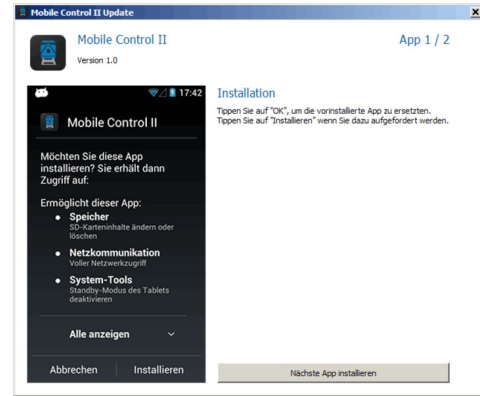 Mobile Control II Update
Mobile Control II
App 1 / 2
Version 1.0
17:42
Mobile Control II
Möchten Sie diese App
installieren? Sie erhält dann
Zugriff auf:
Ermöglicht dieser App:
Speicher
SD-Karteninhalte ändern oder
löschen
Netzkommunikation
Voller Netzwerkzugriff
System-Tools
Standby-Modus des Tablets
deaktivieren
Alle anzeigen
Abbrechen
Installieren
Installation
Tippen Sie auf "OK", um die vorinstallierte App zu ersetzten.
Tippen Sie auf "Installieren" wenn Sie dazu aufgefordert werden.
Nächste App installieren